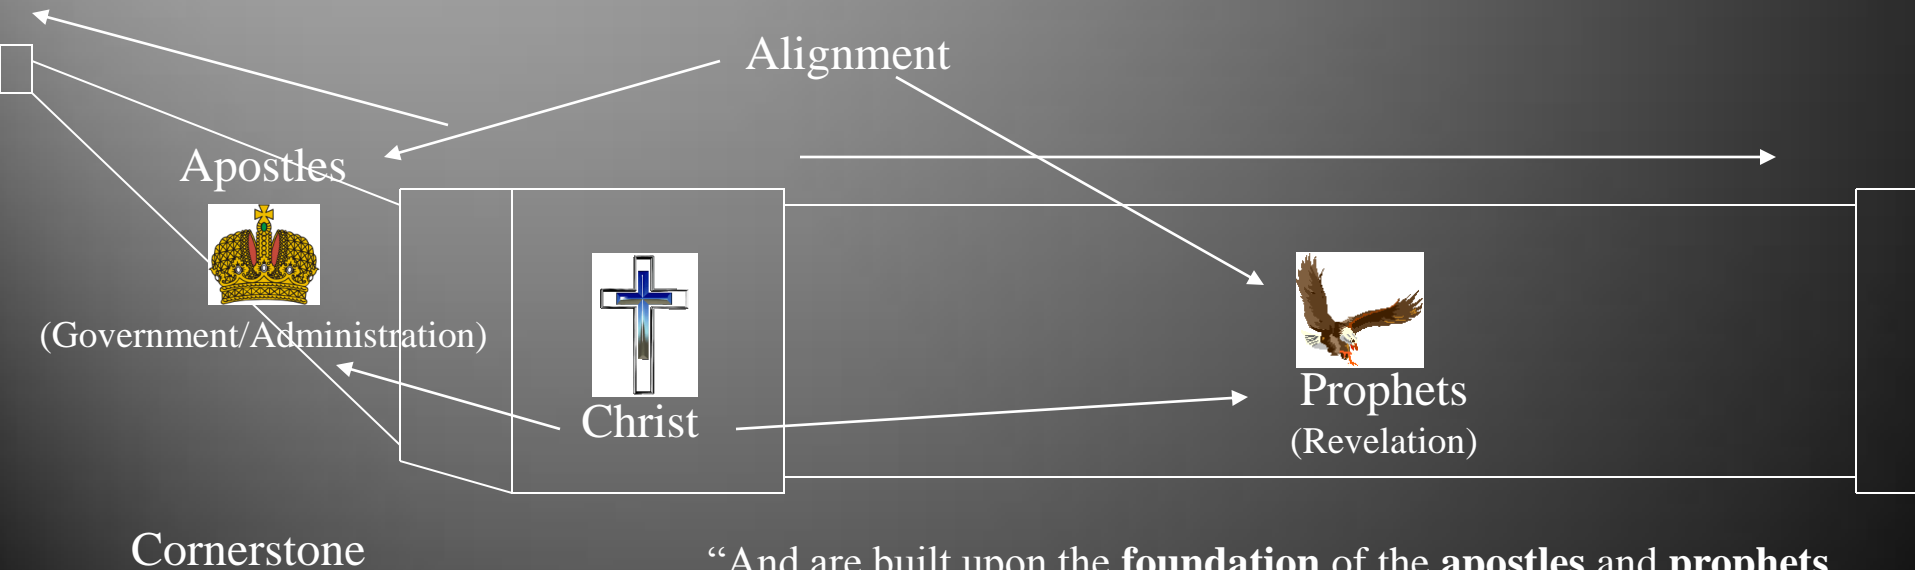 Alignment
Apostles
(Government/Administration)
Christ
Prophets
(Revelation)
Cornerstone
“And are built upon the foundation of the apostles and prophets